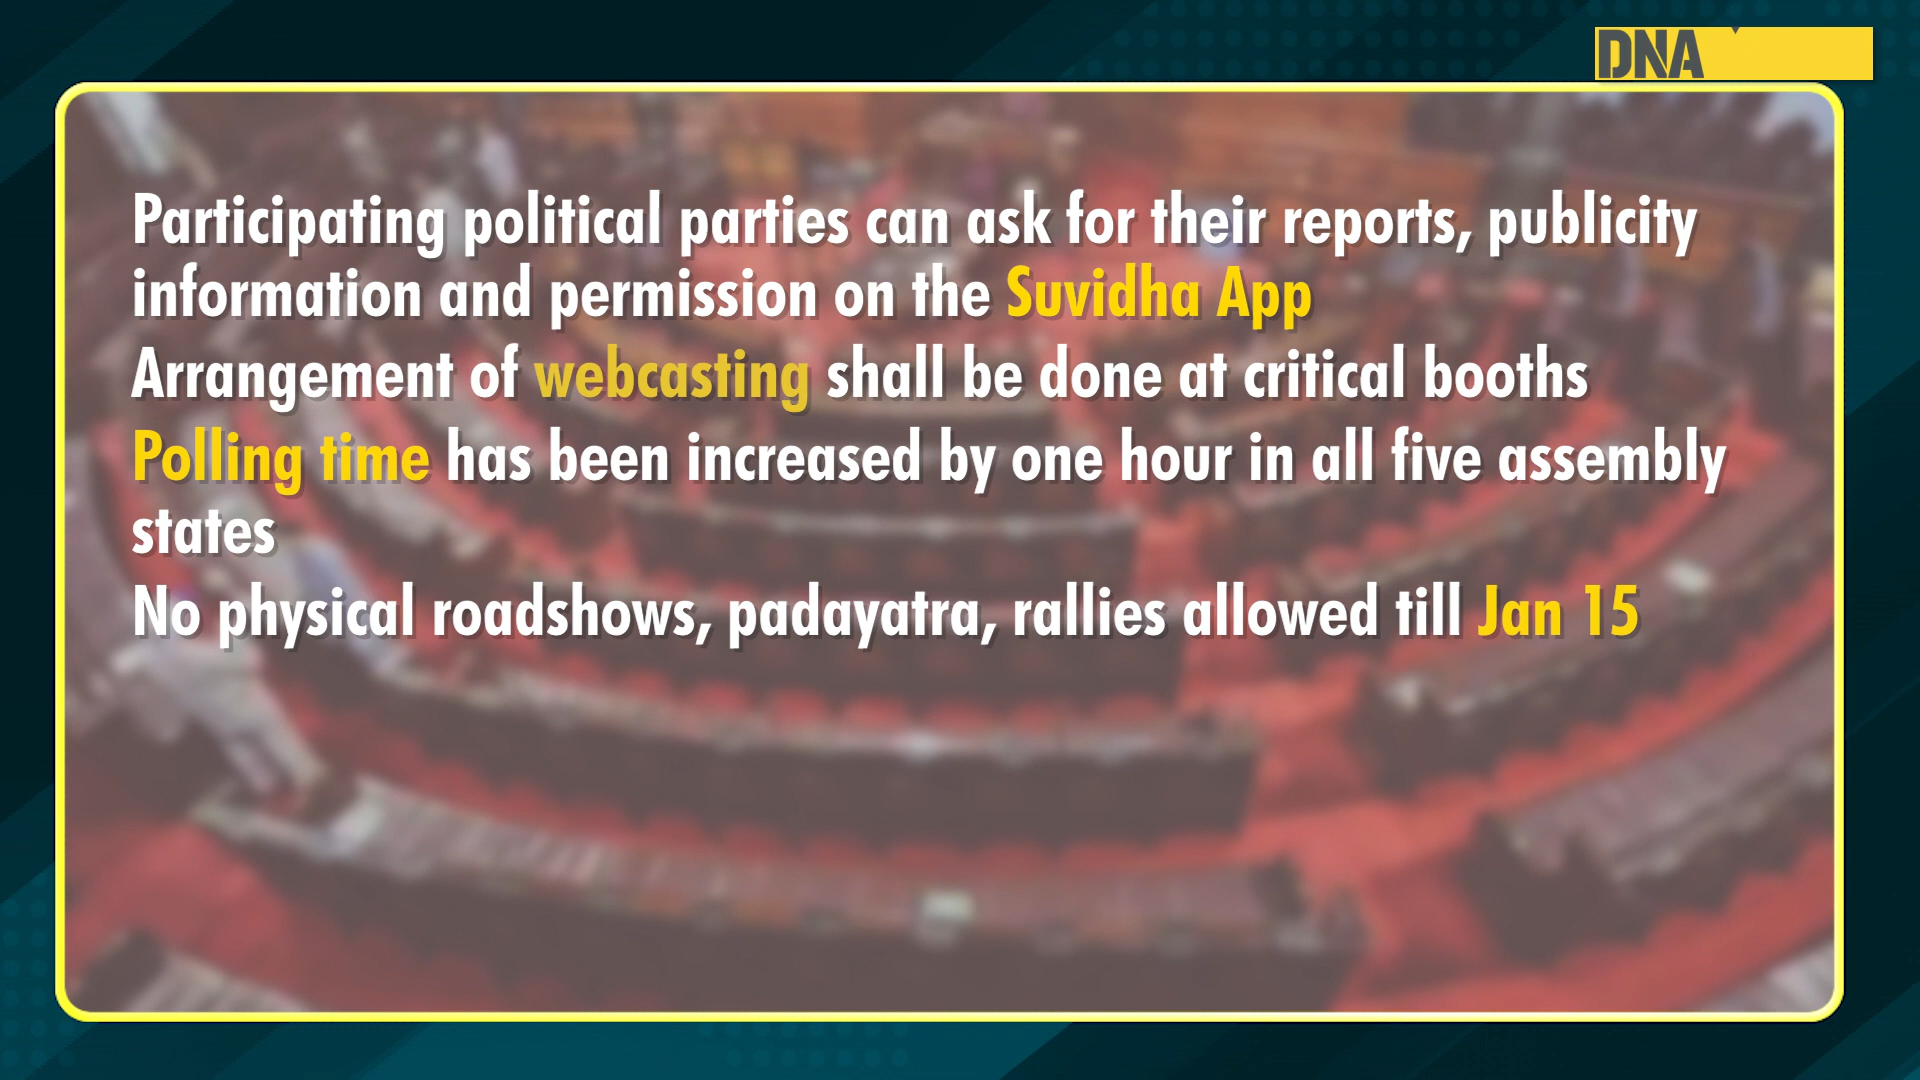 DNA
Participating political parties can ask for their reports, publicity
information and permission on the Suvidha App
Arrangement of webcasting shall be done at critical booths
Polling time has been increased by one hour in all five assembly
states
No physical roadshows, padayatra, rallies allowed till Jan 15